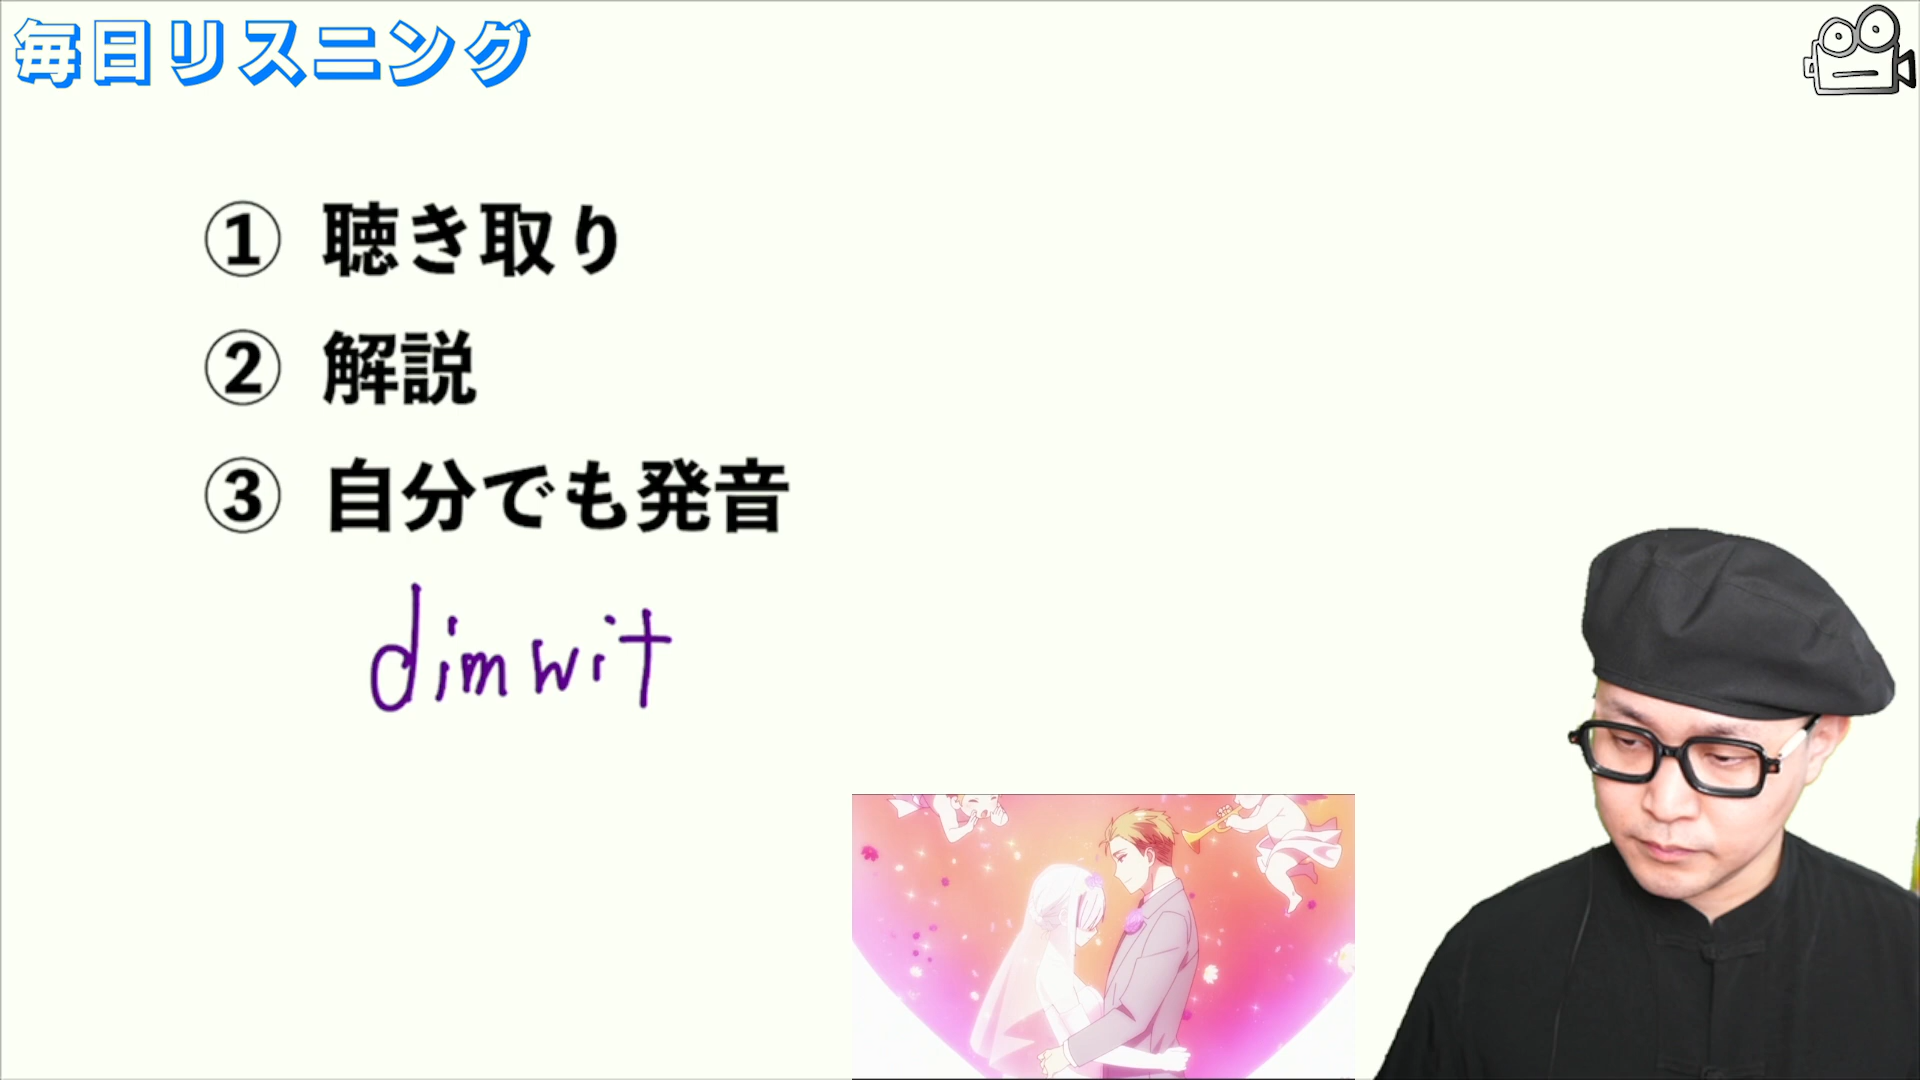 毎日リスニング
① 聴き取り
② 解説
③ 自分でも発音
dimwit